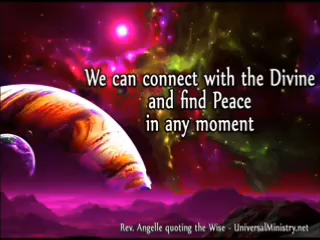 We can connect with the Divine
and find Peace
in any moment
Rev. Angelle quoting the Wise - UniversalMinistry.net